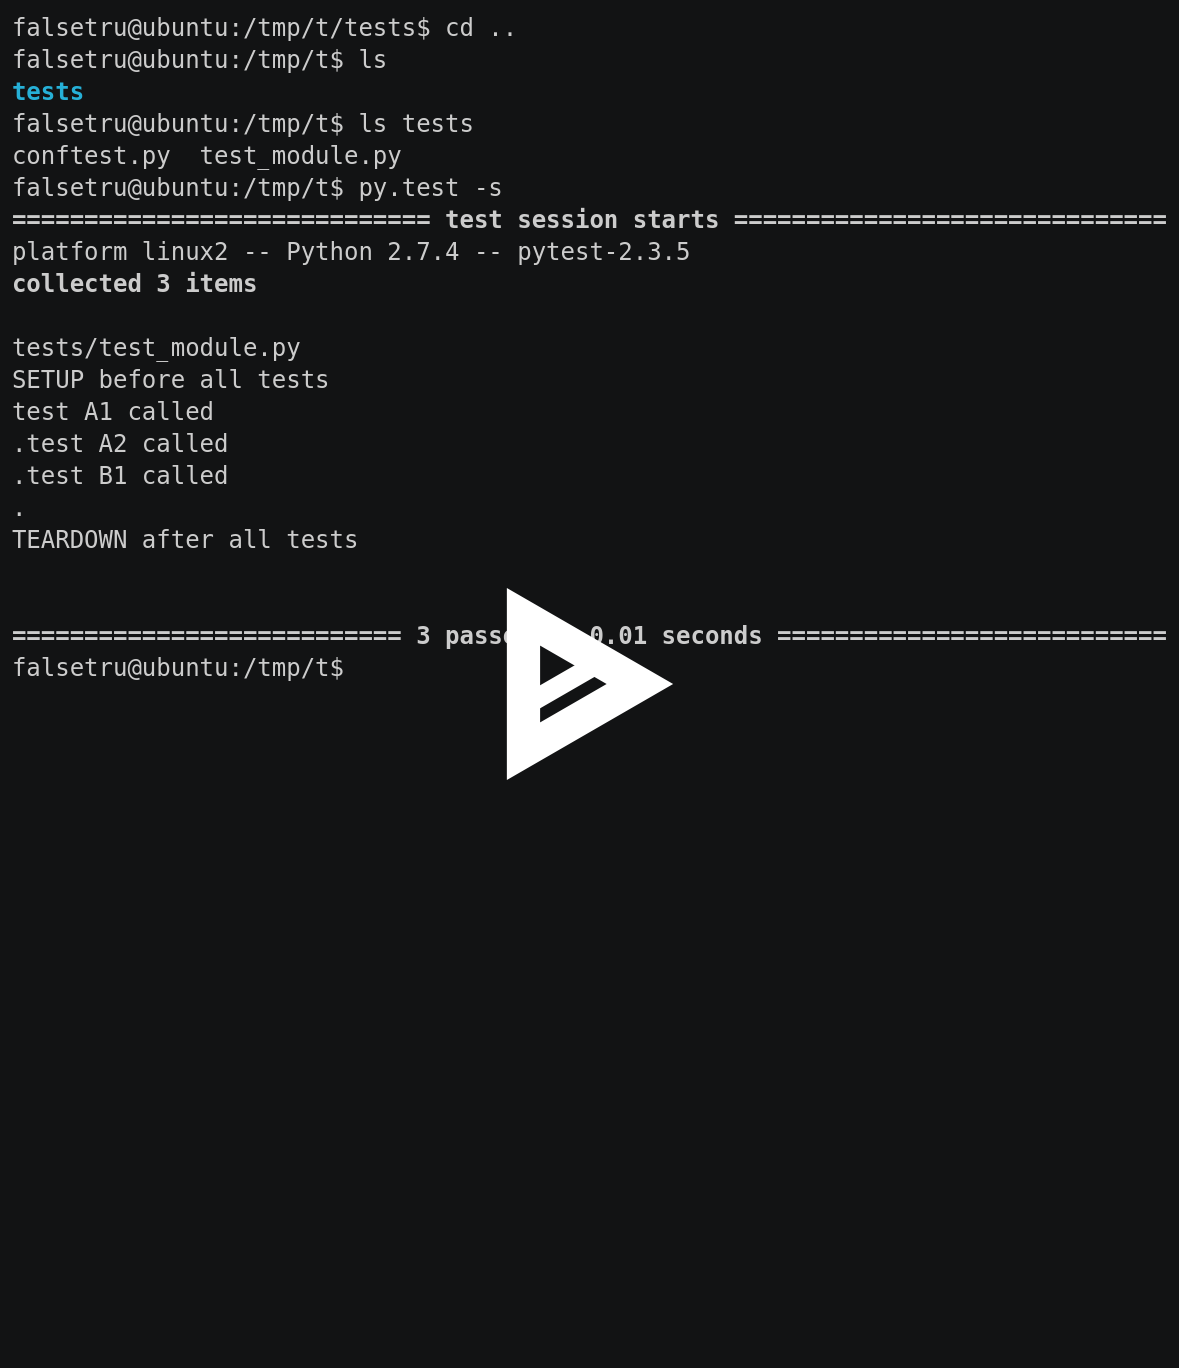 falsetru@ubuntu:/tmp/t/tests$ cd ..
falsetru@ubuntu:/tmp/t$ ls
tests
falsetru@ubuntu:/tmp/t$ ls tests
conftest.py  test_module.py
falsetru@ubuntu:/tmp/t$ py.test -s
============================= test session starts ==============================
platform linux2 -- Python 2.7.4 -- pytest-2.3.5
collected 3 items

tests/test_module.py
SETUP before all tests
test A1 called
.test A2 called
.test B1 called
.
TEARDOWN after all tests

=========================== 3 0.01 seconds ===========================
falsetru@ubuntu:/tmp/t$